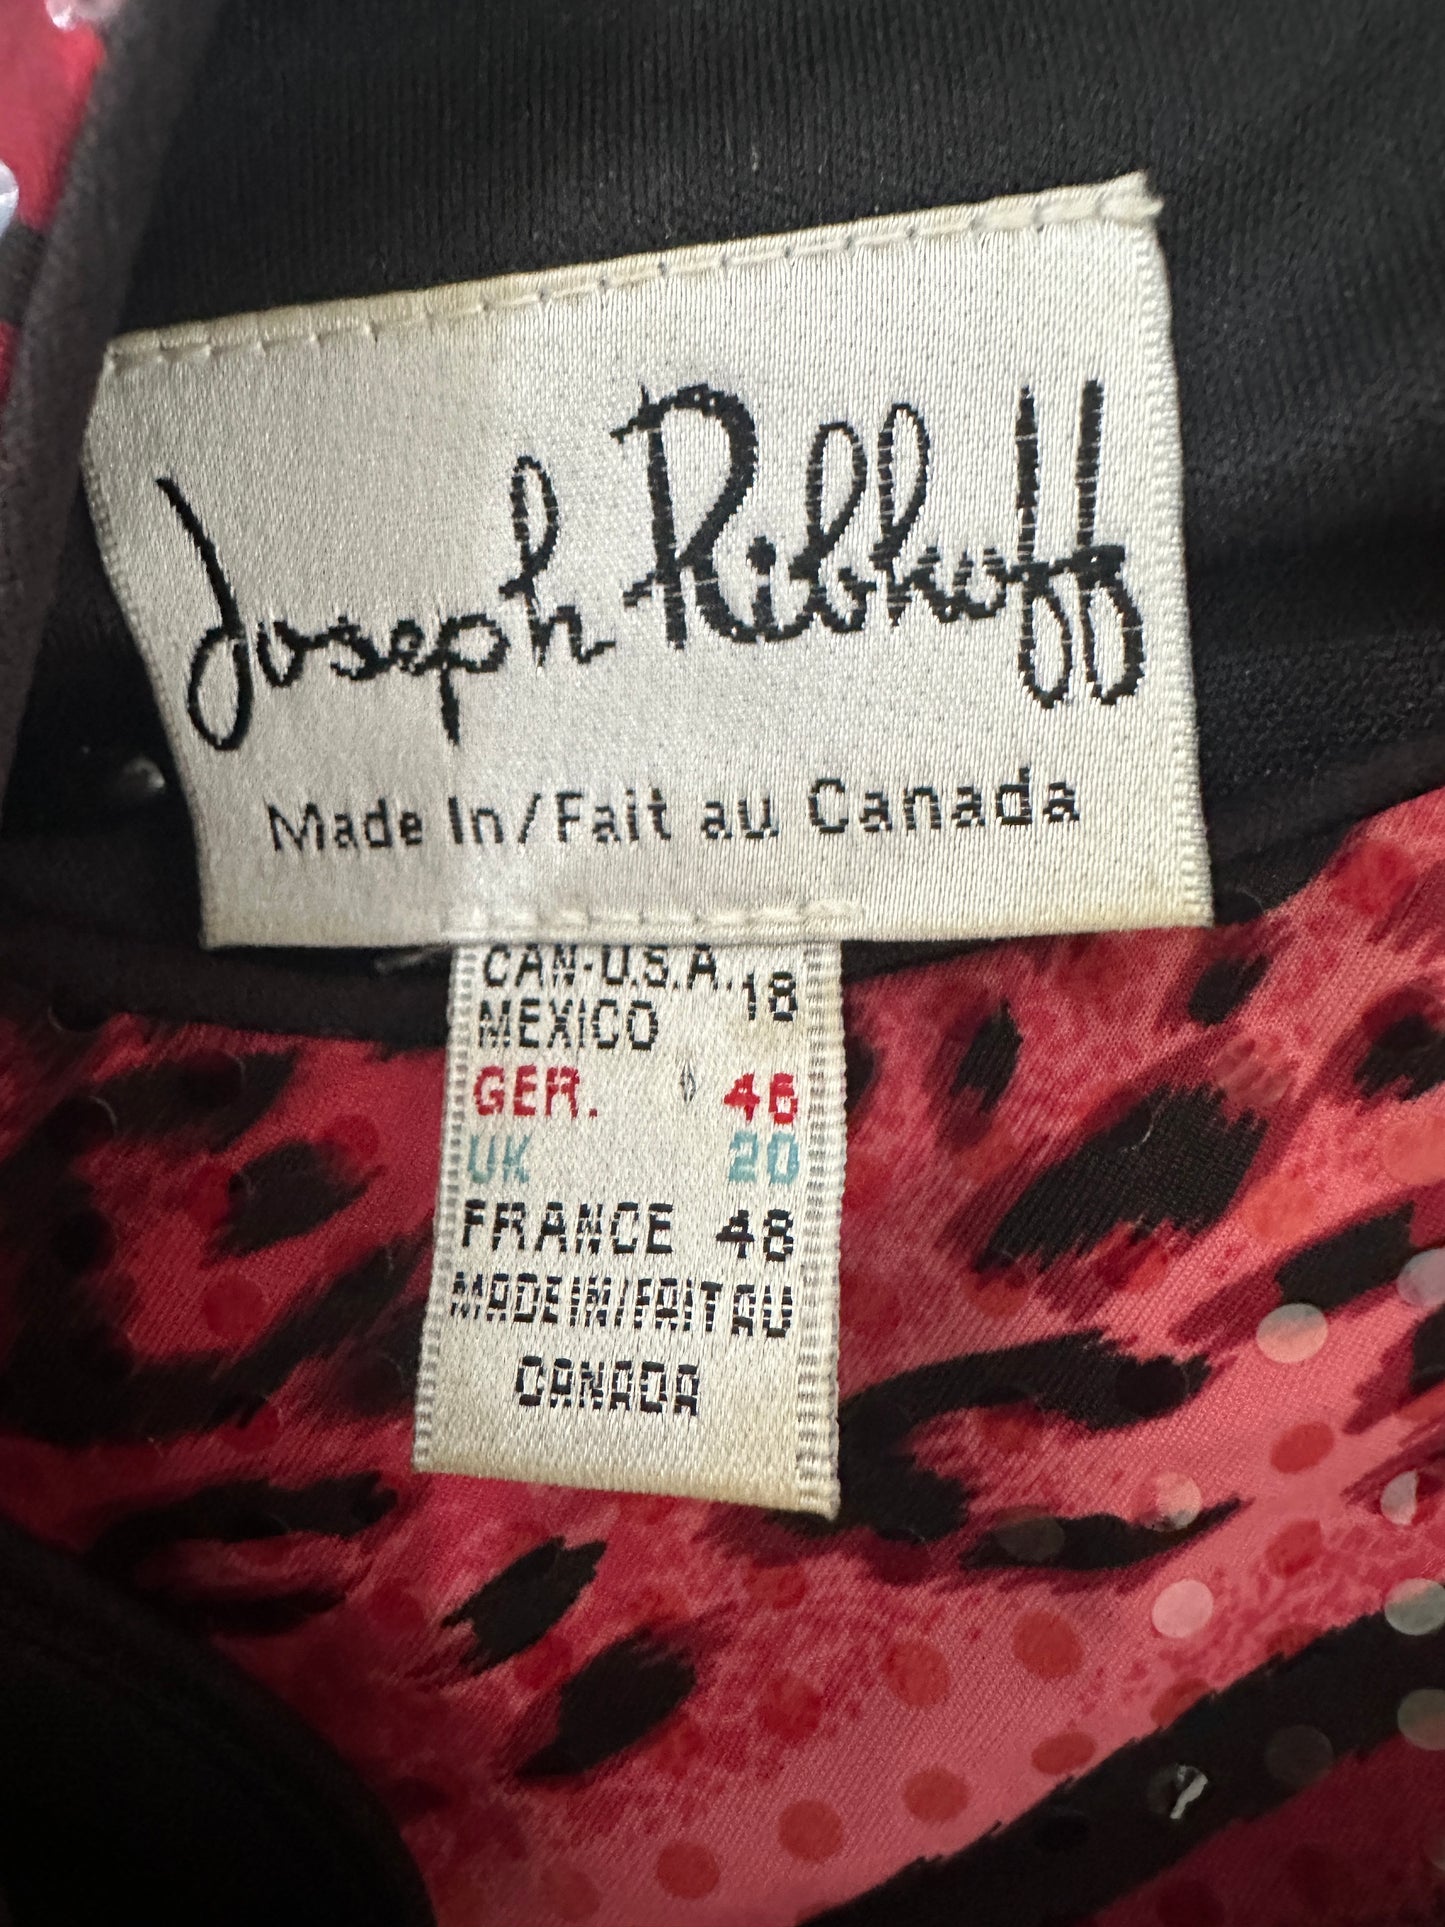 Joseph Ribkoff
Made In/Fait au Canada
CAN-U.S.A. 18
MEXICO
GER. 46
UK 20
FRANCE 48
MADE IN/FAIT AU
CANADA